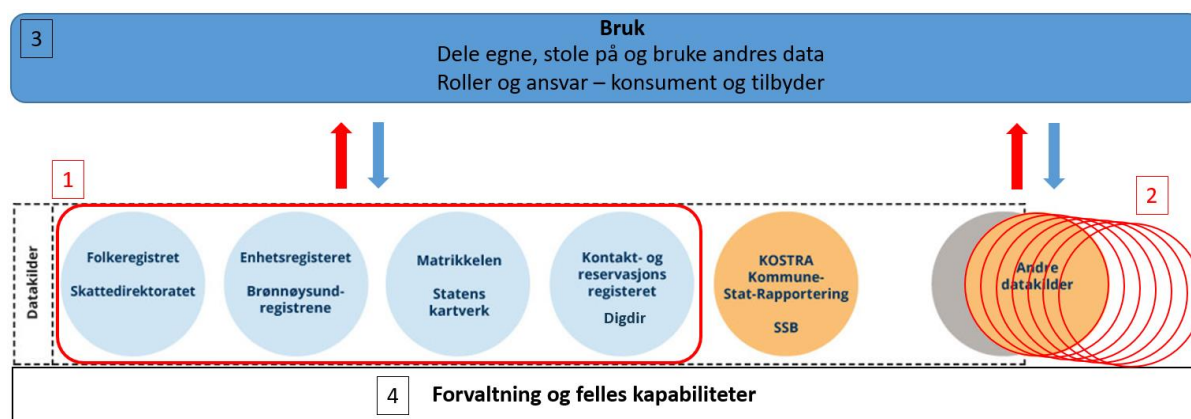 3
Bruk
Dele egne, stole på og bruke andres data
Roller og ansvar – konsument og tilbyder
1
2
Datakilder
Folkeregistret
Skattedirektoratet
Enhetsregisteret
Brønnøysund-
registrene
Matrikkelen
Statens
kartverk
Kontakt- og
reservasjons
registeret
Digdir
KOSTRA
Kommune-
Stat-Rapportering
SSB
Andre
datakilder
4
Forvaltning og felles kapabiliteter